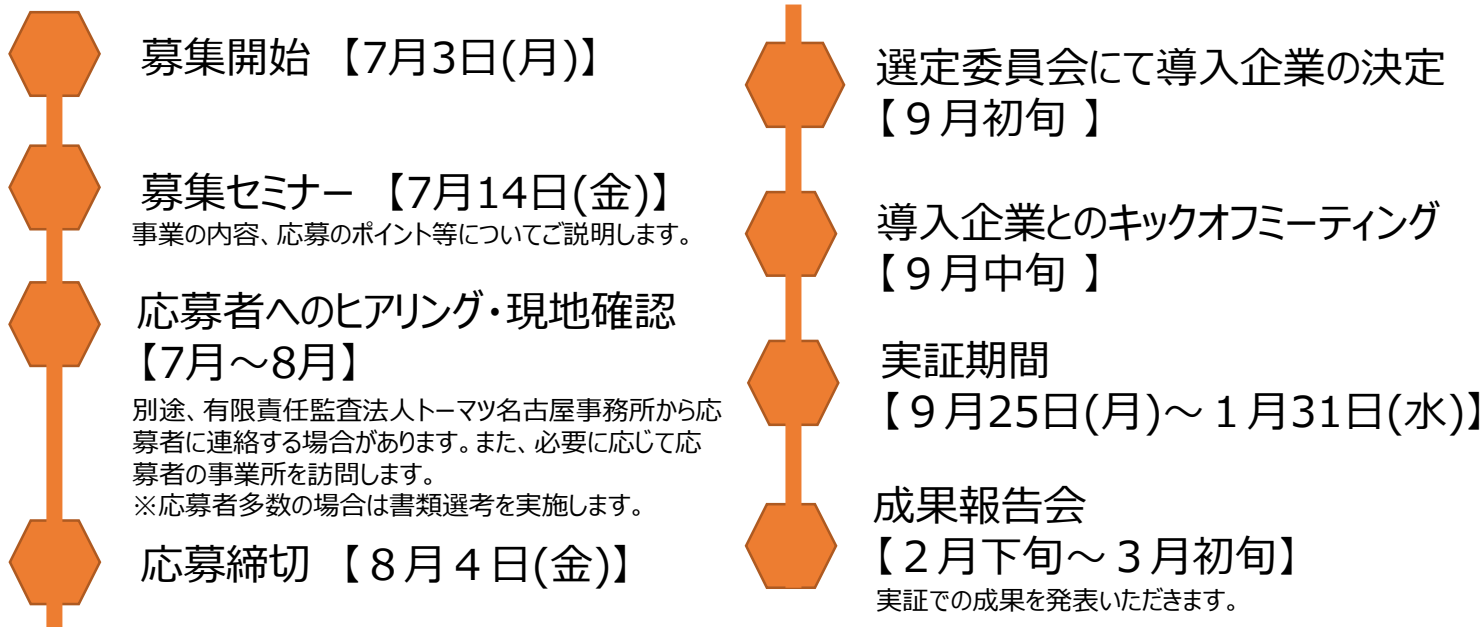 募集開始 【7月3日(月)】
募集セミナー 【7月14日(金)】
事業の内容、応募のポイント等についてご説明します。
応募者へのヒアリング・現地確認
【7月～8月】
別途、有限責任監査法人トーマツ名古屋事務所から応
募者に連絡する場合があります。また、必要に応じて応
募者の事業所を訪問します。
※応募者多数の場合は書類選考を実施します。
応募締切 【８月４日(金)】
選定委員会にて導入企業の決定
【９月初旬 】
導入企業とのキックオフミーティング
【９月中旬 】
実証期間
【９月25日(月)～１月31日(水)】
成果報告会
【２月下旬～３月初旬】
実証での成果を発表いただきます。